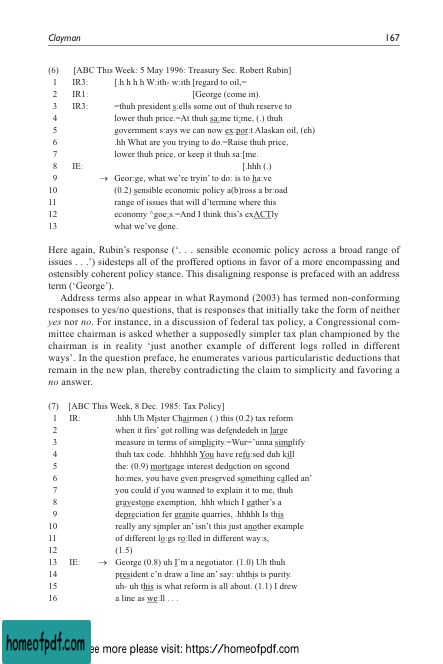 Clayman 167
(6) [ABC This Week: 5 May 1996: Treasury Sec. Robert Rubin]
1 IR3: [.h h h h W:ith- w:ith [regard to oil,=
2 IR1: [George (come in).
3 IR3: =thuh president s:ells some out of thuh reserve to
4 lower thuh price.=At thuh sa:me ti:me, (.) thuh
5 government s:ays we can now ex:por:t Alaskan oil, (eh)
6 .hh What are you trying to do.=Raise thuh price,
7 lower thuh price, or keep it thuh sa:[me.
8 IE: [.hhh (.)
9 → Geor:ge, what we're tryin' to do: is to ha:ve
10 (0.2) sensible economic policy a(b)ross a br:oad
11 range of issues that will d'termine where this
12 economy ^goe;s.=And I think this's exACTly
13 what we've done.
Here again, Rubin's response ('. . . sensible economic policy across a broad range of
issues . . .') sidesteps all of the proffered options in favor of a more encompassing and
ostensibly coherent policy stance. This disaligning response is prefaced with an address
term ('George').
Address terms also appear in what Raymond (2003) has termed non-conforming
responses to yes/no questions, that is responses that initially take the form of neither
yes nor no. For instance, in a discussion of federal tax policy, a Congressional com-
mittee chairman is asked whether a supposedly simpler tax plan championed by the
chairman is in reality 'just another example of different logs rolled in different
ways'. In the question preface, he enumerates various particularistic deductions that
remain in the new plan, thereby contradicting the claim to simplicity and favoring a
no answer.
(7) [ABC This Week, 8 Dec. 1985: Tax Policy]
1 IR: .hhh Uh Mister Chairmen (.) this (0.2) tax reform
2 when it firs' got rolling was defendedeh in large
3 measure in terms of simplicity.=Wur='unna simplify
4 thuh tax code. .hhhhhh You have refu:sed duh kill
5 the: (0.9) mortgage interest deduction on second
6 ho:mes, you have even preserved something called an'
7 you could if you wanned to explain it to me, thuh
8 gravestone exemption, .hhh which I gather's a
9 depreciation fer granite quarries, .hhhhh Is this
10 really any simpler an' isn't this just another example
11 of different lo:gs ro:lled in different way:s,
12 (1.5)
13 IE: → George (0.8) uh I'm a negotiator. (1.0) Uh thuh
14 president c'n draw a line an' say: uhthis is purity.
15 uh- uh this is what reform is all about. (1.1) I drew
16 a line as we:ll . . .
homeofpdf.com
ee more please visit: https://homeofpdf.com